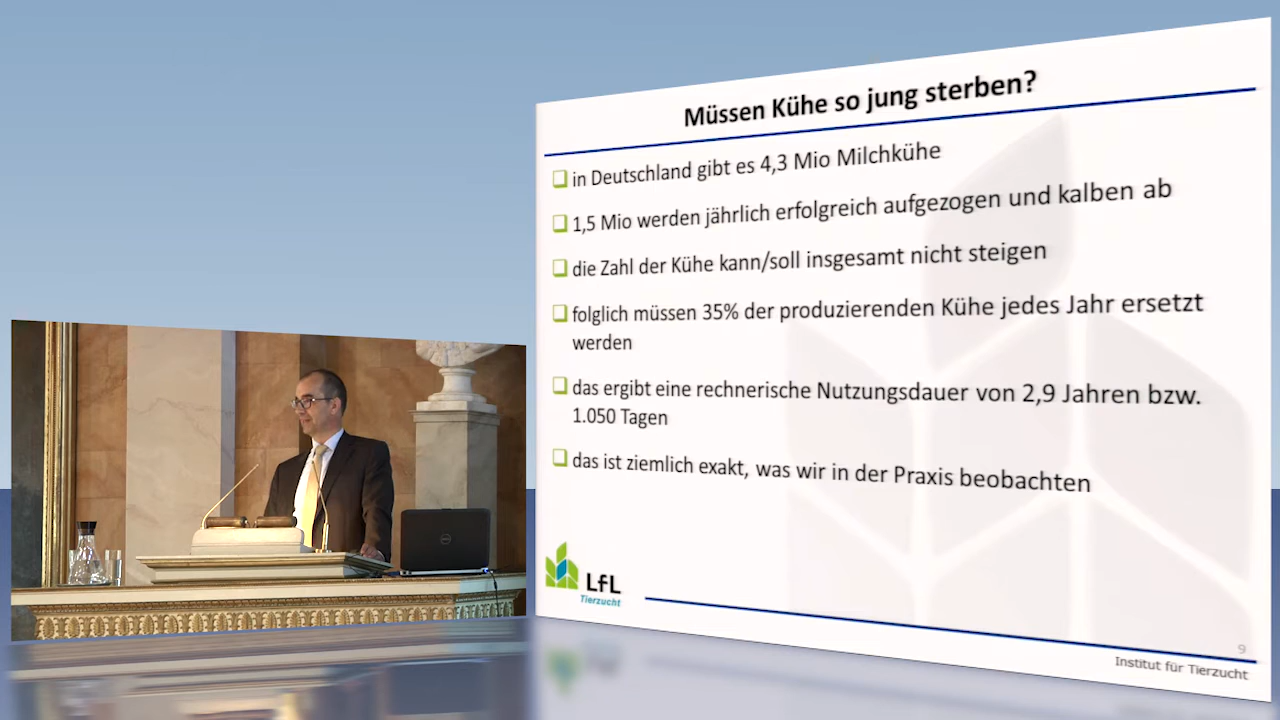 Müssen Kühe so jung sterben?
in Deutschland gibt es 4,3 Mio Milchkühe
1,5 Mio werden jährlich erfolgreich aufgezogen und kalben ab
die Zahl der Kühe kann/soll insgesamt nicht steigen
folglich müssen 35% der produzierenden Kühe jedes Jahr ersetzt
werden
das ergibt eine rechnerische Nutzungsdauer von 2,9 Jahren bzw.
1.050 Tagen
das ist ziemlich exakt, was wir in der Praxis beobachten
LfL
Tierzucht
9
Institut für Tierzucht